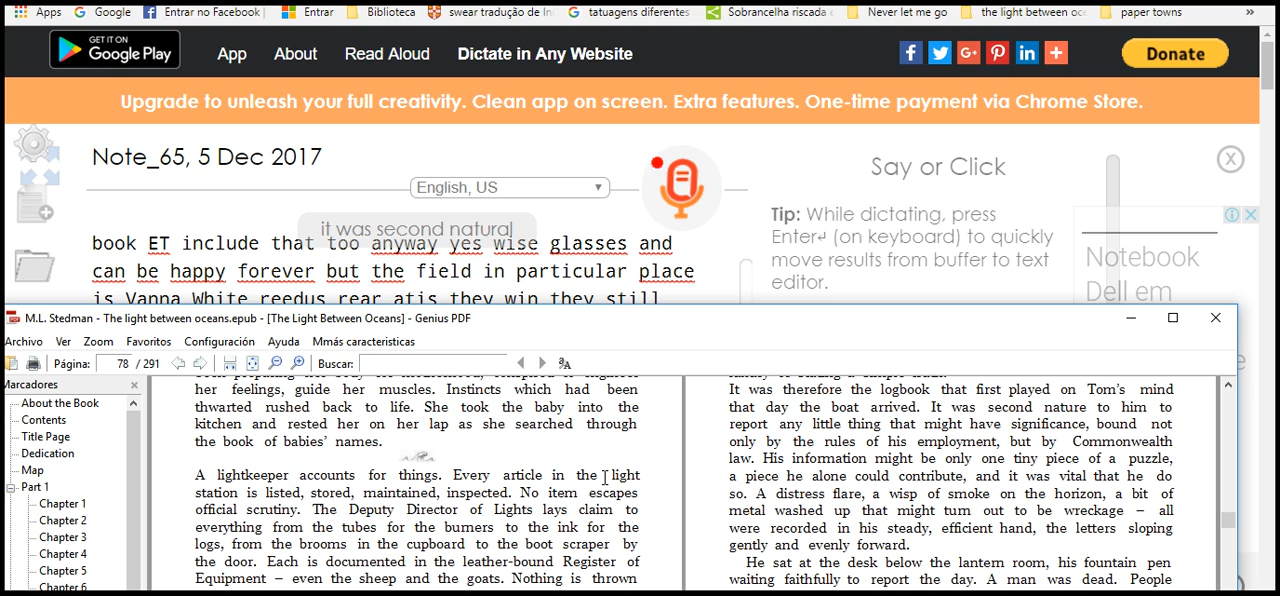 Apps Google Entrar no Facebook | Entrar Biblioteca swear tradução de In tatuagens diferentes Sobrancelha riscada Never let me go the light between oce paper towns »
GET IT ON
Google Play
App About Read Aloud Dictate in Any Website
Donate
Upgrade to unleash your full creativity. Clean app on screen. Extra features. One-time payment via Chrome Store.
Note_65, 5 Dec 2017
English, US
it was second natural
book ET include that too anyway yes wise glasses and
can be happy forever but the field in particular place
is Vanna White reedus rear atis they win they still
Say or Click
Tip: While dictating, press
Enter↵ (on keyboard) to quickly
move results from buffer to text
editor.
Notebook
Dell em
M.L. Stedman - The light between oceans.epub - [The Light Between Oceans] - Genius PDF
Archivo Ver Zoom Favoritos Configuración Ayuda Mmás características
Página: 78 / 291 Buscar:
Marcadores
About the Book
Contents
Title Page
Dedication
Map
Part 1
Chapter 1
Chapter 2
Chapter 3
Chapter 4
Chapter 5
Chapter 6
her feelings, guide her muscles. Instincts which had been
thwarted rushed back to life. She took the baby into the
kitchen and rested her on her lap as she searched through
the book of babies’ names.
A lightkeeper accounts for things. Every article in the light
station is listed, stored, maintained, inspected. No item escapes
official scrutiny. The Deputy Director of Lights lays claim to
everything from the tubes for the burners to the ink for the
logs, from the brooms in the cupboard to the boot scraper by
the door. Each is documented in the leather-bound Register of
Equipment – even the sheep and the goats. Nothing is thrown
It was therefore the logbook that first played on Tom’s mind
that day the boat arrived. It was second nature to him to
report any little thing that might have significance, bound not
only by the rules of his employment, but by Commonwealth
law. His information might be only one tiny piece of a puzzle,
a piece he alone could contribute, and it was vital that he do
so. A distress flare, a wisp of smoke on the horizon, a bit of
metal washed up that might turn out to be wreckage – all
were recorded in his steady, efficient hand, the letters sloping
gently and evenly forward.
He sat at the desk below the lantern room, his fountain pen
waiting faithfully to report the day. A man was dead. People